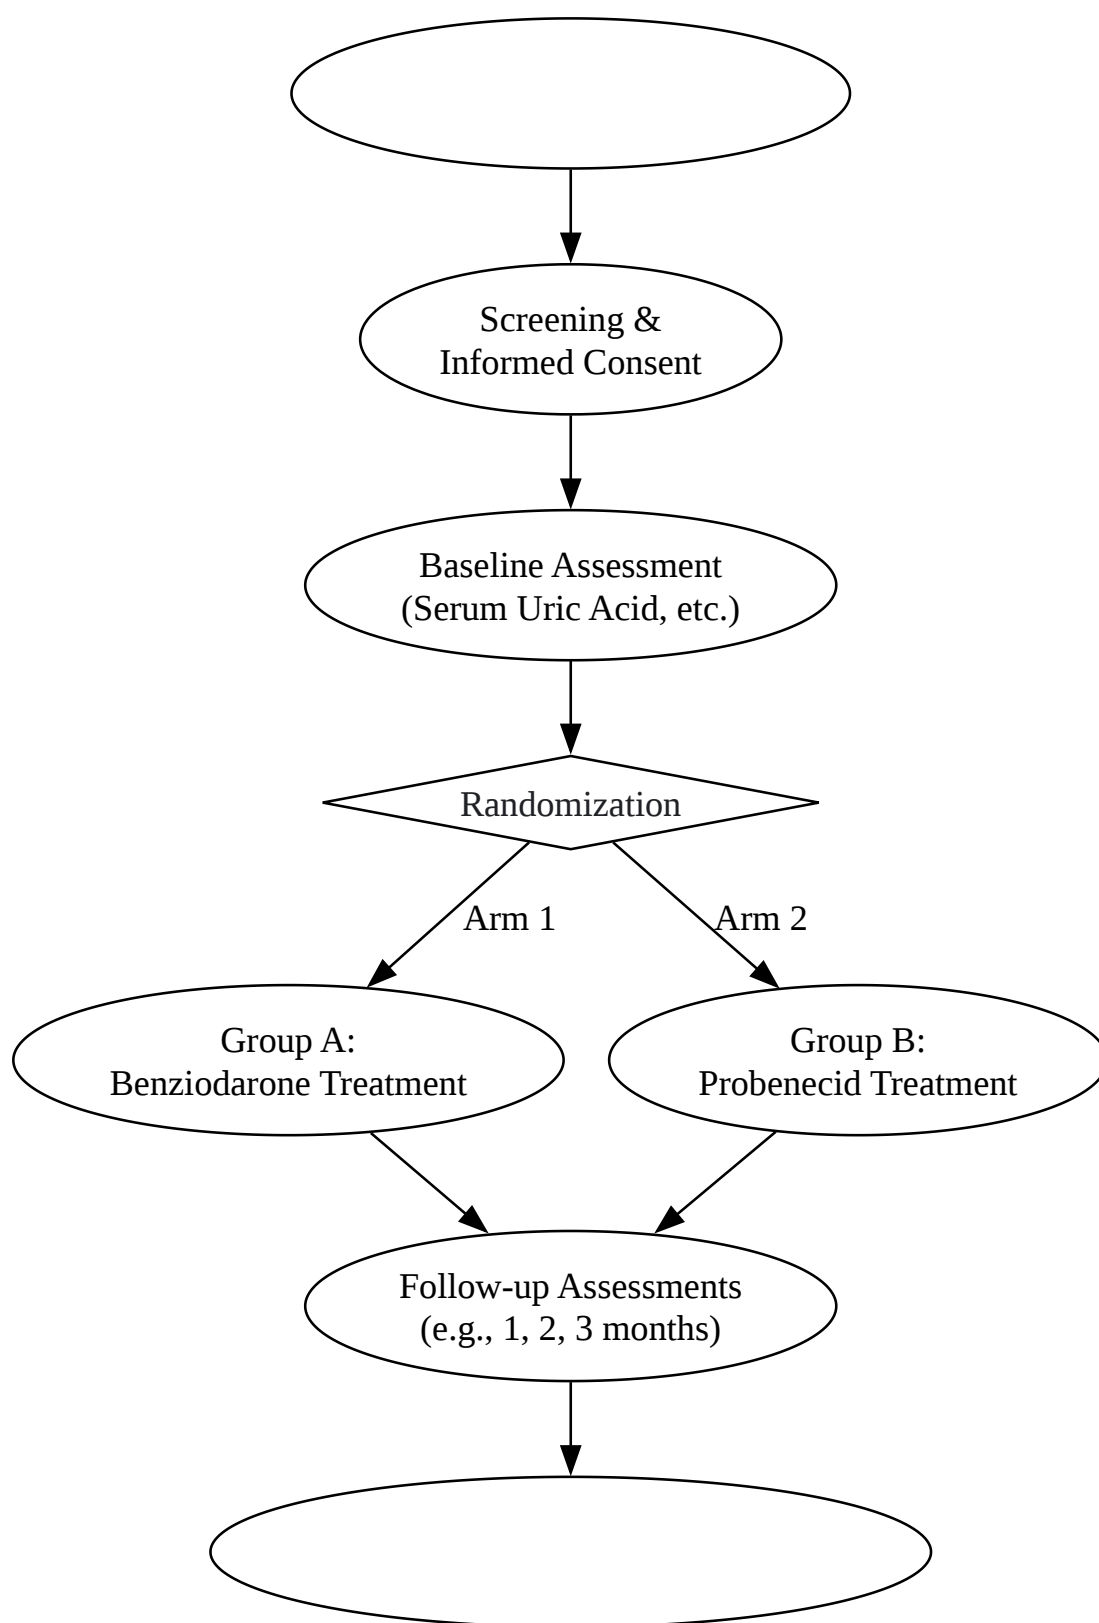 Screening &
Informed Consent
Baseline Assessment
(Serum Uric Acid, etc.)
Randomization
Arm 1
Arm 2
Group A:
Benziodarone Treatment
Group B:
Probenecid Treatment
Follow-up Assessments
(e.g., 1, 2, 3 months)